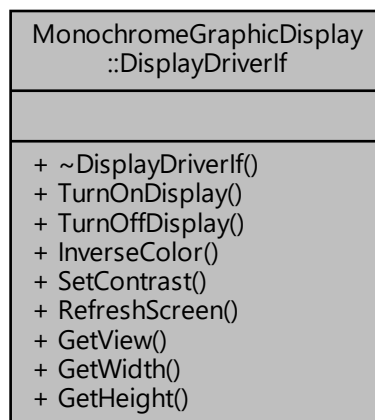 MonochromeGraphicDisplay
::DisplayDriverIf
+ ~DisplayDriverIf()
+ TurnOnDisplay()
+ TurnOffDisplay()
+ InverseColor()
+ SetContrast()
+ RefreshScreen()
+ GetView()
+ GetWidth()
+ GetHeight()